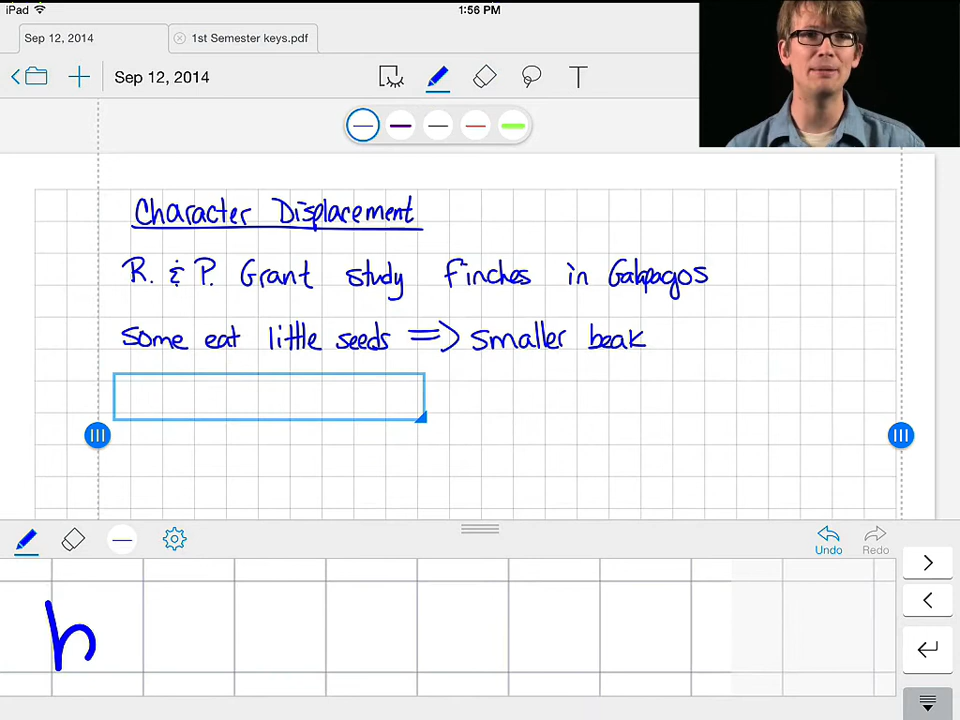 iPad 1:56 PM
Sep 12, 2014 1st Semester keys.pdf
Sep 12, 2014 T
Character Displacement
R. & P. Grant study finches in Galapagos
some eat little seeds => smaller beak
Undo Redo
h